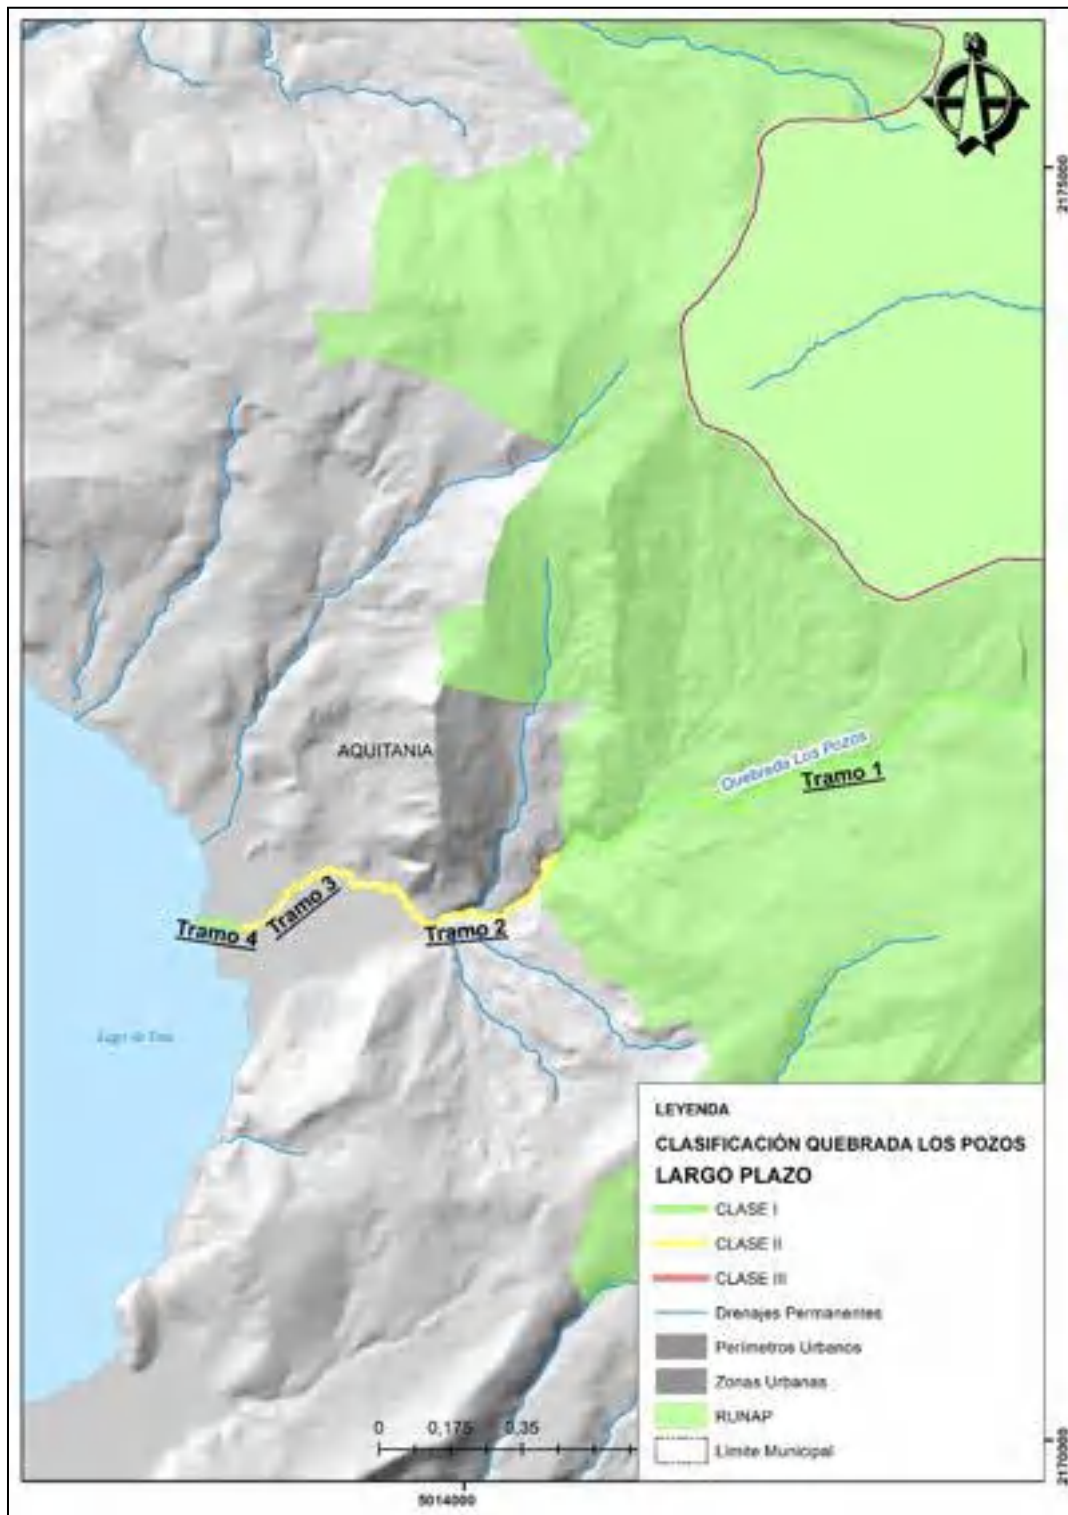 2175000
Quebrada Los Pozos
Tramo 1
AQUITANIA
Tramo 3
Tramo 4
Tramo 2
Lago de Tota
LEYENDA
CLASIFICACIÓN QUEBRADA LOS POZOS
LARGO PLAZO
CLASE I
CLASE II
CLASE III
Drenajes Permanentes
Perímetros Urbanos
Zonas Urbanas
RUNAP
Límite Municipal
0 0,175 0,35
2170000
5014000